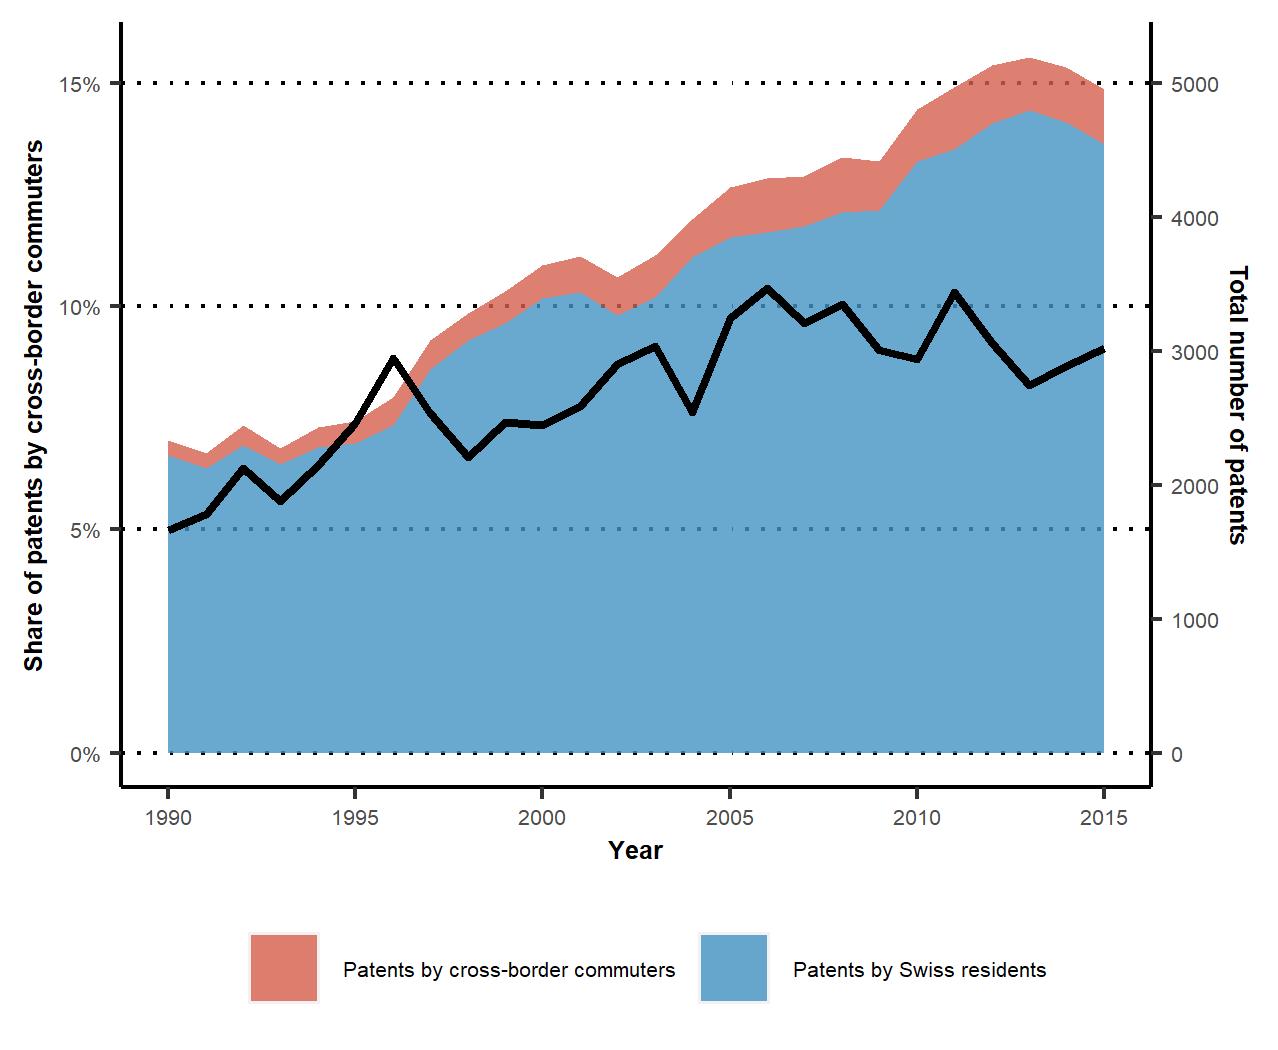 Share of patents by cross-border commuters
15%
10%
5%
0%
5000
4000
3000
2000
1000
0
Total number of patents
1990 1995 2000 2005 2010 2015
Year
Patents by cross-border commuters Patents by Swiss residents